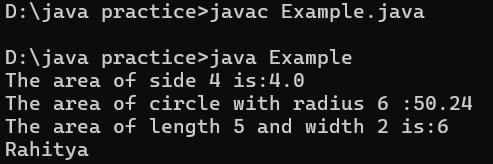 D:\java practice>javac Example.java
D:\java practice>java Example
The area of side 4 is:4.0
The area of circle with radius 6 :50.24
The area of length 5 and width 2 is:6
Rahitya